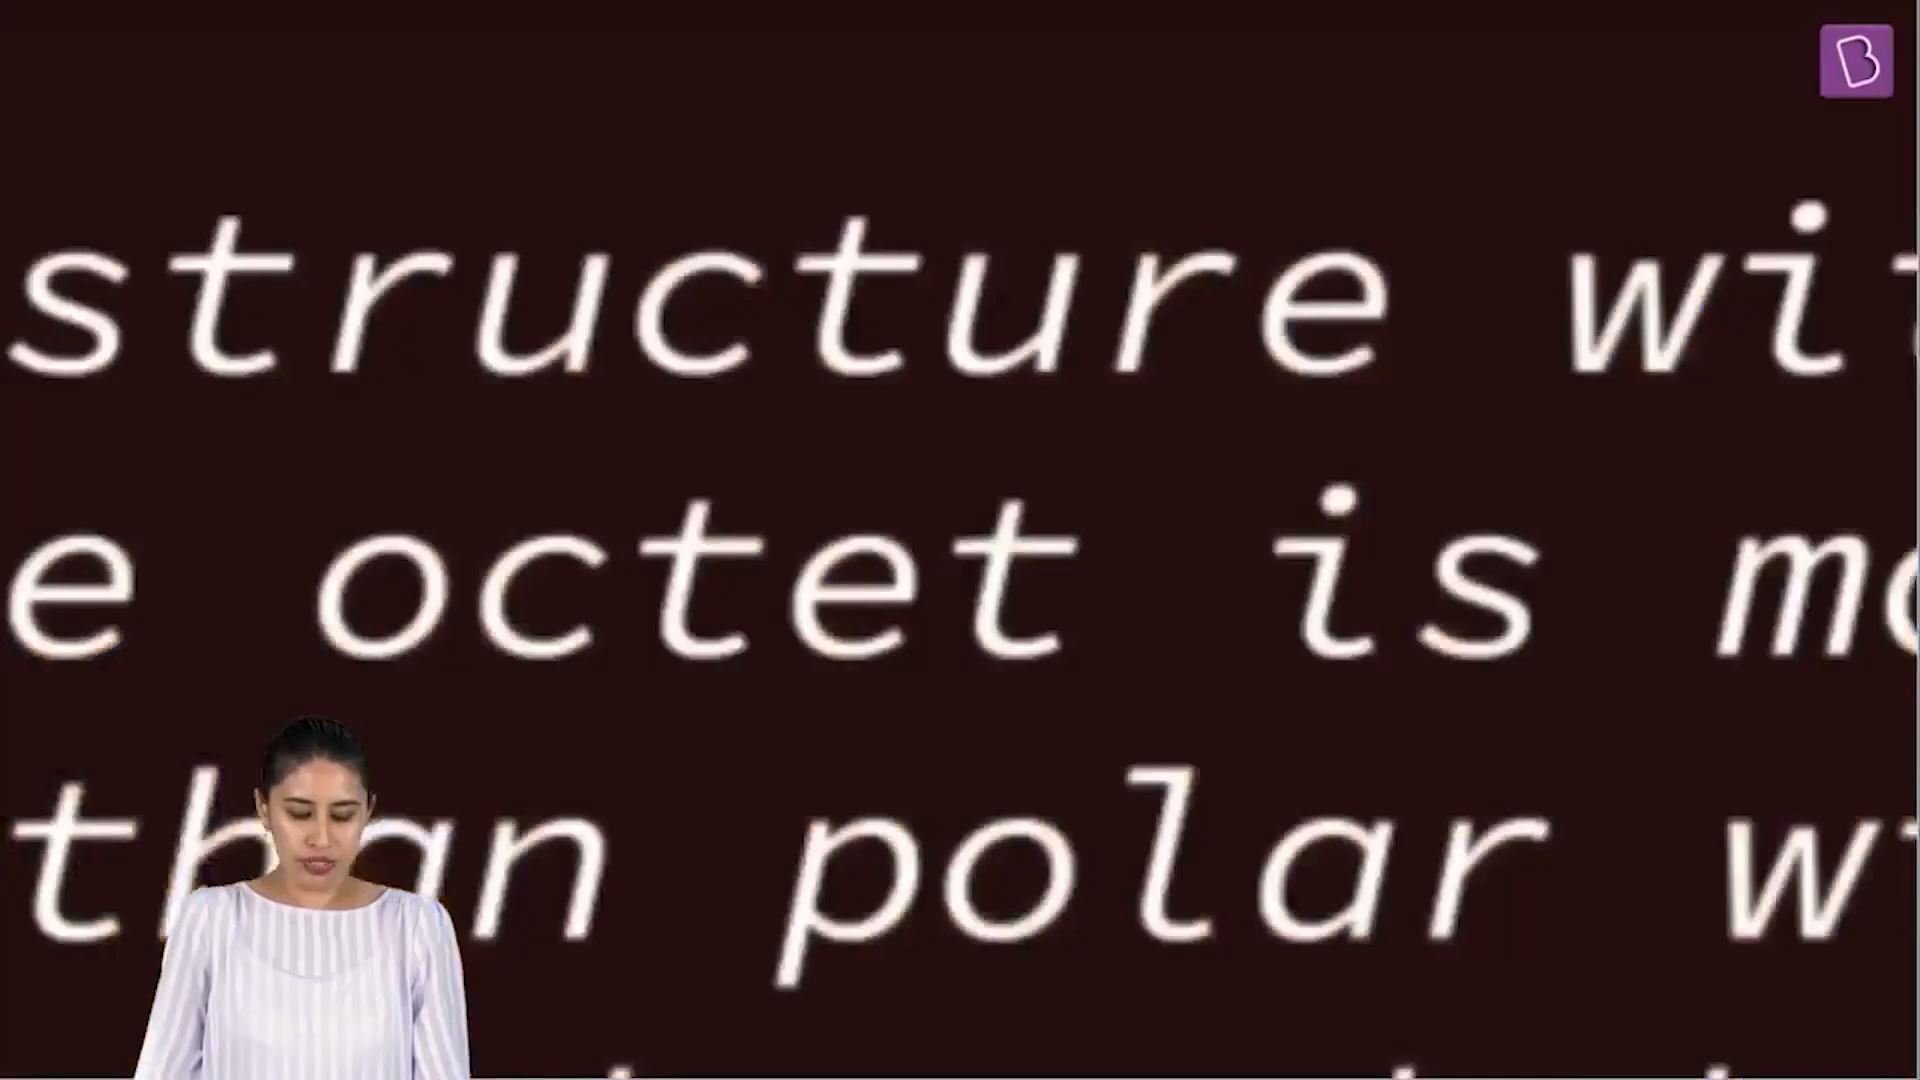 structure wi
e octet is m
than polar w